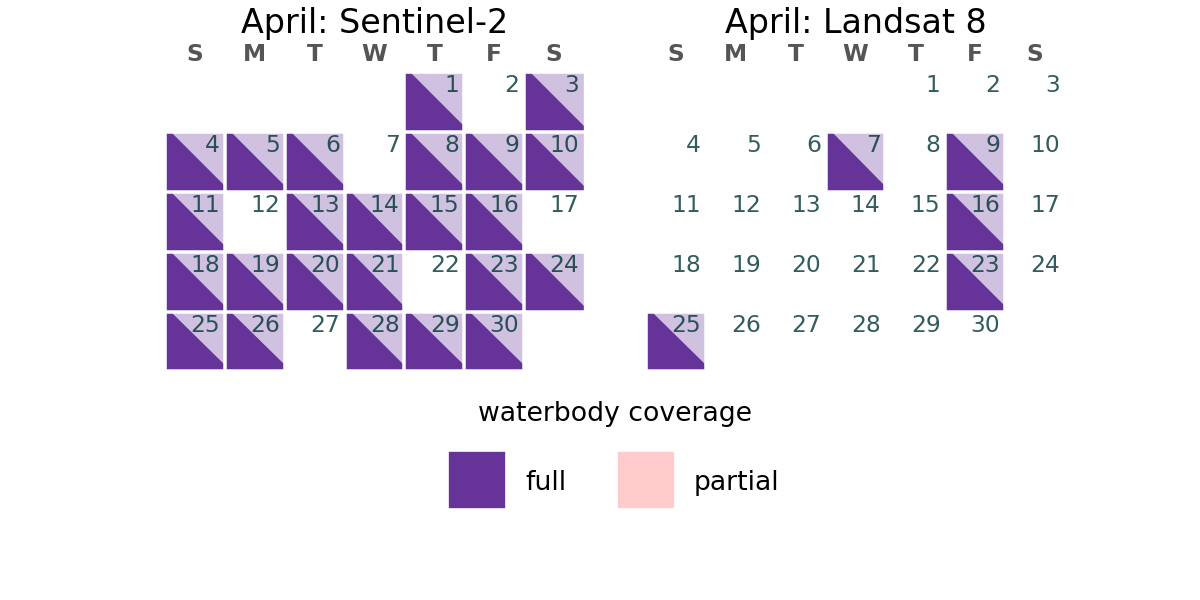 April: Sentinel-2
S M T W T F S
1 2 3
4 5 6 7 8 9 10
11 12 13 14 15 16 17
18 19 20 21 22 23 24
25 26 27 28 29 30
April: Landsat 8
S M T W T F S
1 2 3
4 5 6 7 8 9 10
11 12 13 14 15 16 17
18 19 20 21 22 23 24
25 26 27 28 29 30
waterbody coverage
full partial